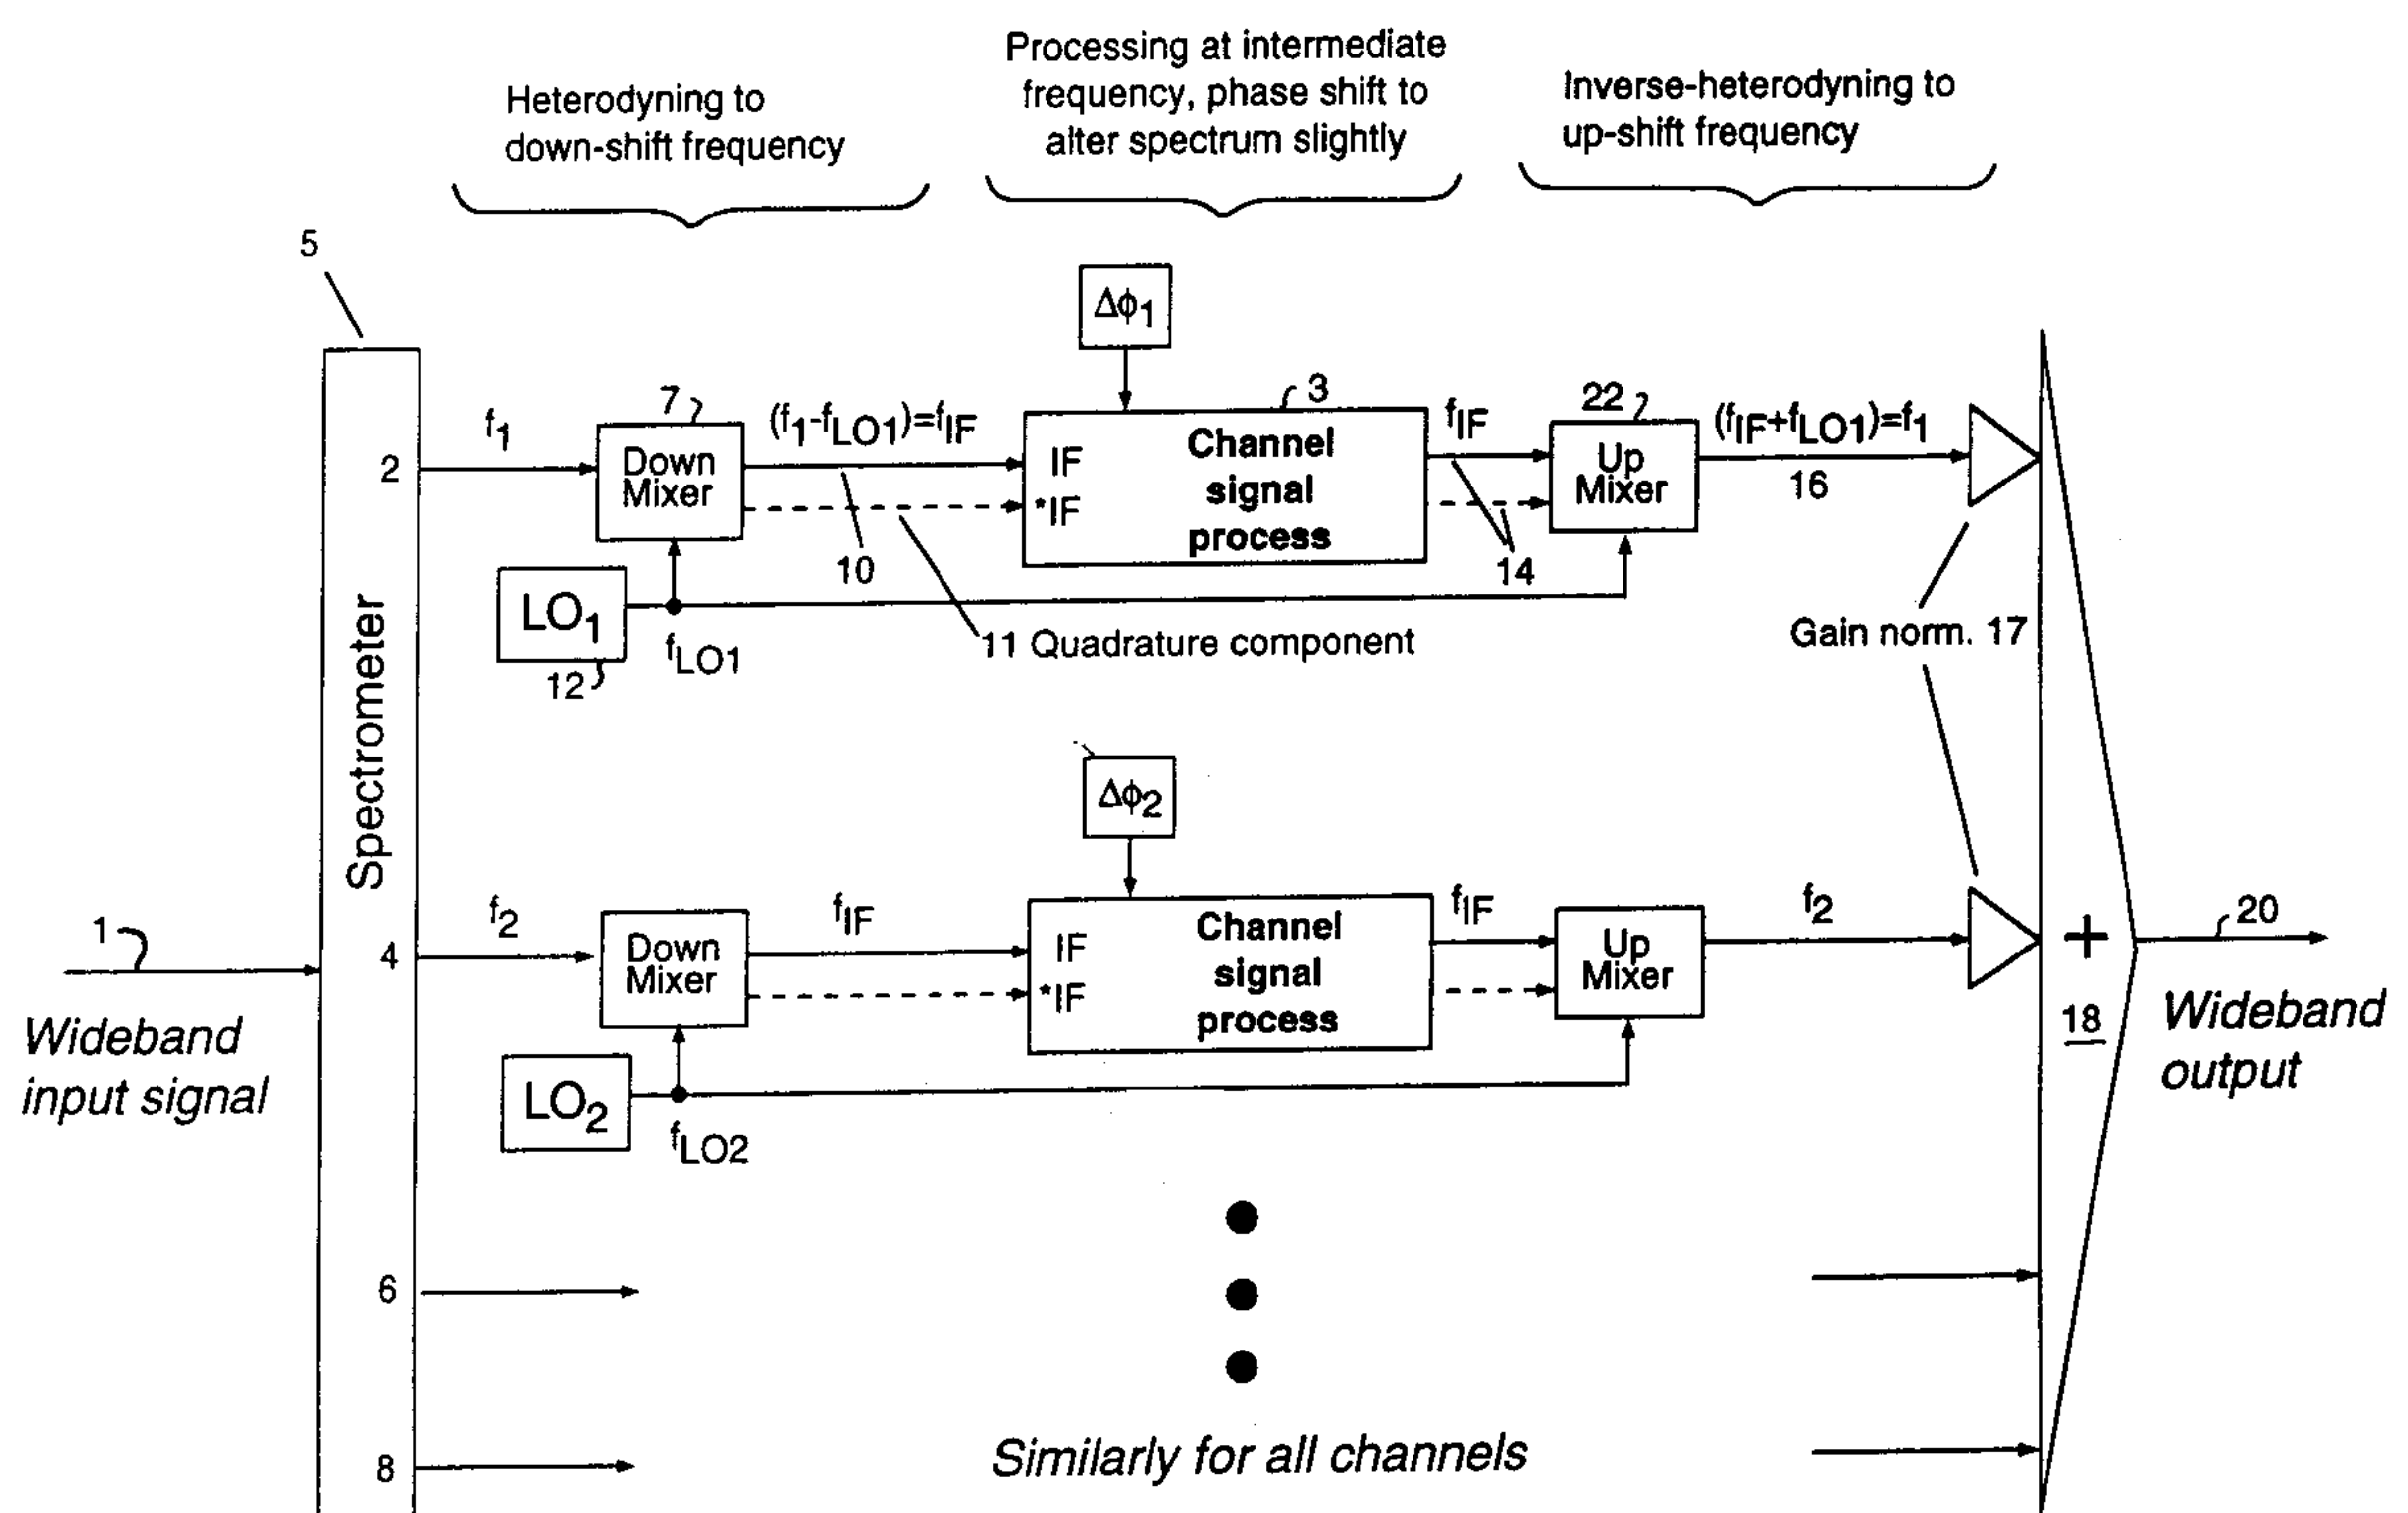 Heterodyning to
down-shift frequency
Processing at intermediate
frequency, phase shift to
alter spectrum slightly
Inverse-heterodyning to
up-shift frequency
5
Δϕ1
Spectrometer
2
f1
7
Down
Mixer
(f1-fLO1)=fIF
10
3
IF
*IF
Channel
signal
process
fIF
14
22
Up
Mixer
(fIF+fLO1)=f1
16
LO1
12
fLO1
11 Quadrature component
Gain norm. 17
Δϕ2
1
Wideband
input signal
4
f2
Down
Mixer
fIF
IF
*IF
Channel
signal
process
fIF
Up
Mixer
f2
+
18
20
Wideband
output
LO2
fLO2
6
8
Similarly for all channels